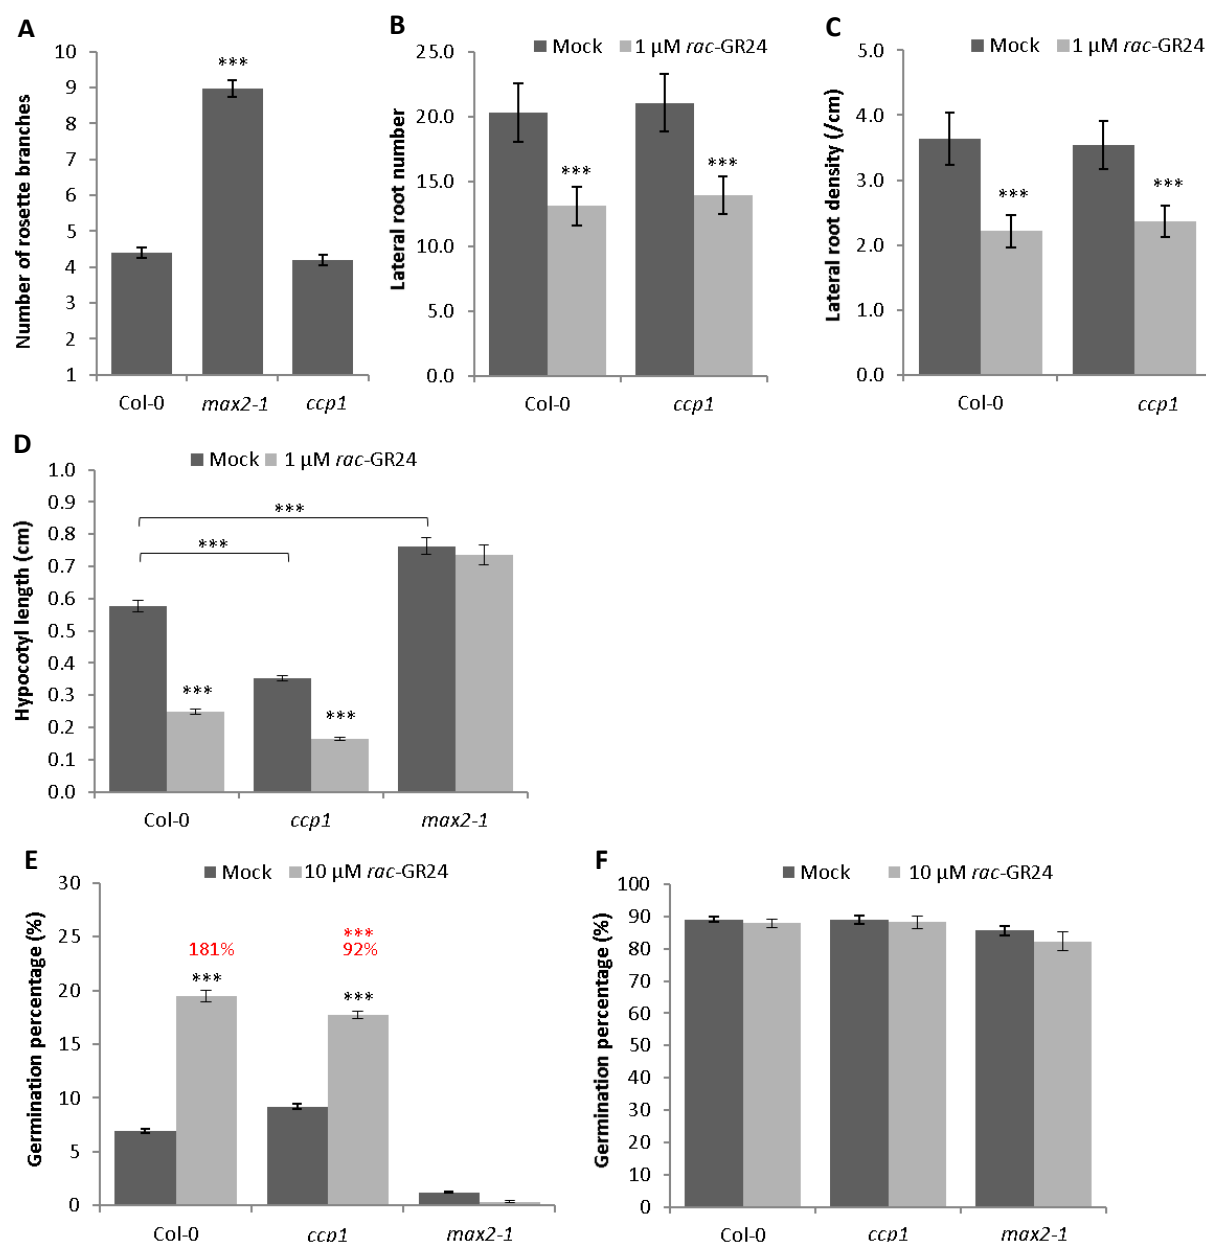 A
10
9
8
7
6
5
4
3
2
1
Number of rosette branches
***
Col-0 max2-1 ccp1
B
Mock 1 µM rac-GR24
25.0
20.0
15.0
10.0
5.0
0.0
Lateral root number
*** ***
Col-0 ccp1
C
Mock 1 µM rac-GR24
5.0
4.0
3.0
2.0
1.0
0.0
Lateral root density (/cm)
*** ***
Col-0 ccp1
D
Mock 1 µM rac-GR24
1.0
0.9
0.8
0.7
0.6
0.5
0.4
0.3
0.2
0.1
0.0
Hypocotyl length (cm)
***
***
***
***
Col-0 ccp1 max2-1
E
Mock 10 µM rac-GR24
30
25
20
15
10
5
0
Germination percentage (%)
***
181% 92%
***
***
Col-0 ccp1 max2-1
F
Mock 10 µM rac-GR24
100
90
80
70
60
50
40
30
20
10
0
Germination percentage (%)
Col-0 ccp1 max2-1